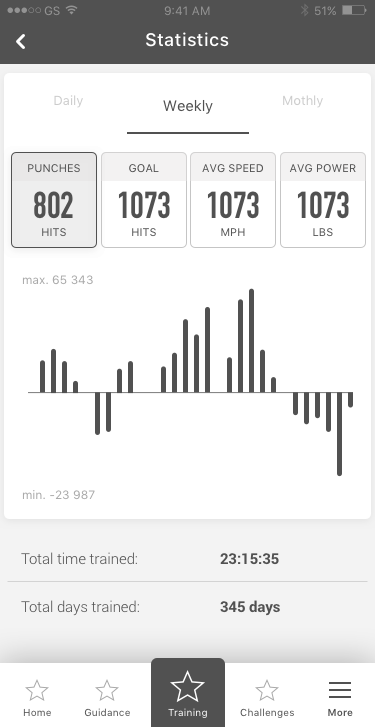 GS 9:41 AM 51%
Statistics
Daily Weekly Mothly
PUNCHES GOAL AVG SPEED AVG POWER
802 1073 1073 1073
HITS HITS MPH LBS
max. 65 343
min. -23 987
Total time trained: 23:15:35
Total days trained: 345 days
Home Guidance Training Challenges More